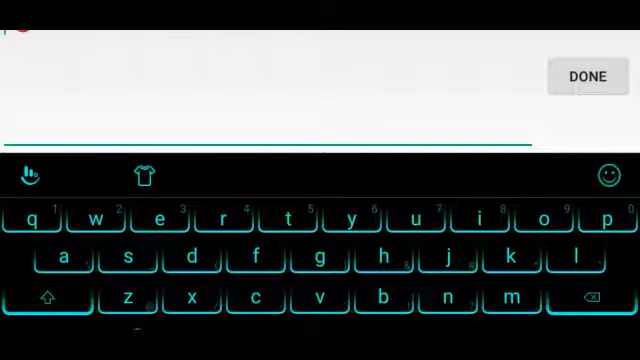 DONE
1 2 3 4 5 6 7 8 9 0
q w e r t y u i o p
a s d f g h j k l
z x c v b n m